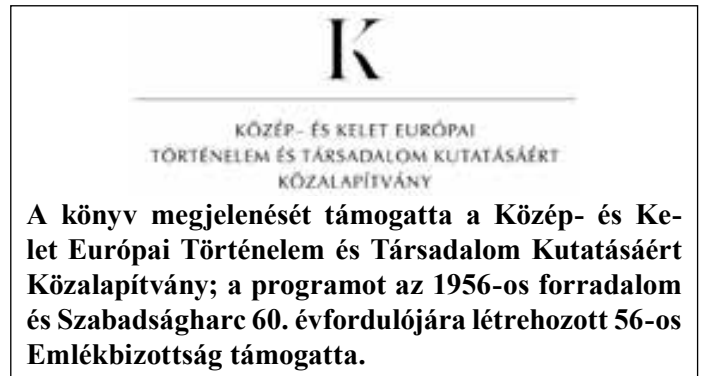 K
KÖZÉP- ÉS KELET EURÓPAI
TÖRTÉNELEM ÉS TÁRSADALOM KUTATÁSÁÉRT
KÖZALAPÍTVÁNY
A könyv megjelenését támogatta a Közép- és Ke-
let Európai Történelem és Társadalom Kutatásáért
Közalapítvány; a programot az 1956-os forradalom
és Szabadságharc 60. évfordulójára létrehozott 56-os
Emlékbizottság támogatta.